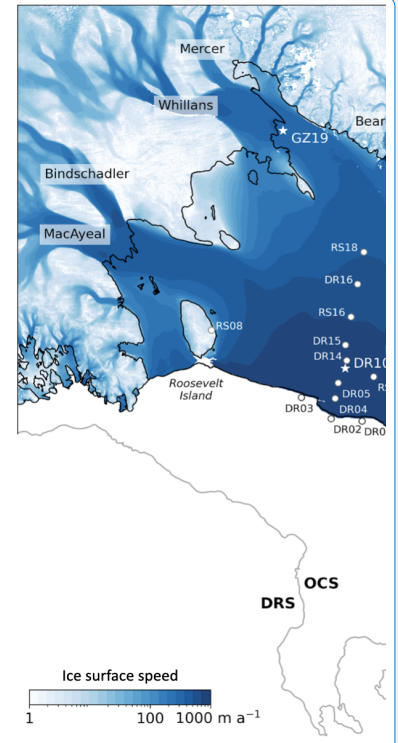 Mercer
Whillans
GZ19
Bear
Bindschadler
MacAyeal
RS18
DR16
RS16
RS08
DR15
DR14
DR10
Roosevelt
Island
DR05
DR03
DR04
DR02
OCS
DRS
Ice surface speed
1
100
1000 m a⁻¹